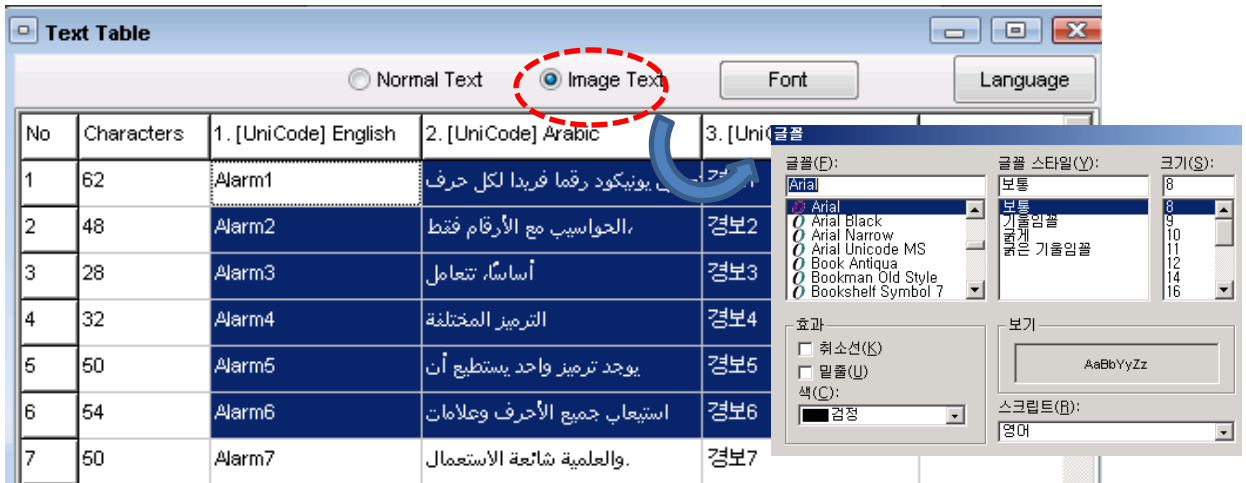 Text Table
Normal Text Image Text Font Language
No Characters 1. [UniCode] English 2. [UniCode] Arabic 3. [Uni
1 62 Alarm1 يونيكود رقما فريدا لكل حرف
2 48 Alarm2 الحواسيب مع الأرقام فقط، 경보2
3 28 Alarm3 أساسًا، تتعامل 경보3
4 32 Alarm4 الترميز المختلفة 경보4
5 50 Alarm5 يوجد ترميز واحد يستطيع أن 경보5
6 54 Alarm6 استيعاب جميع الأحرف وعلامات 경보6
7 50 Alarm7 والعلمية شائعة الاستعمال. 경보7
글꼴
글꼴(F): 글꼴 스타일(Y): 크기(S):
Arial 보통 8
Arial 보통 8
Arial Black 기울임꼴 9
Arial Narrow 굵게 10
Arial Unicode MS 굵은 기울임꼴 11
Book Antiqua 12
Bookman Old Style 14
Bookshelf Symbol 7 16
효과 보기
취소선(K)
밑줄(U) AaBbYyZz
색(C):
검정 스크립트(R):
영어